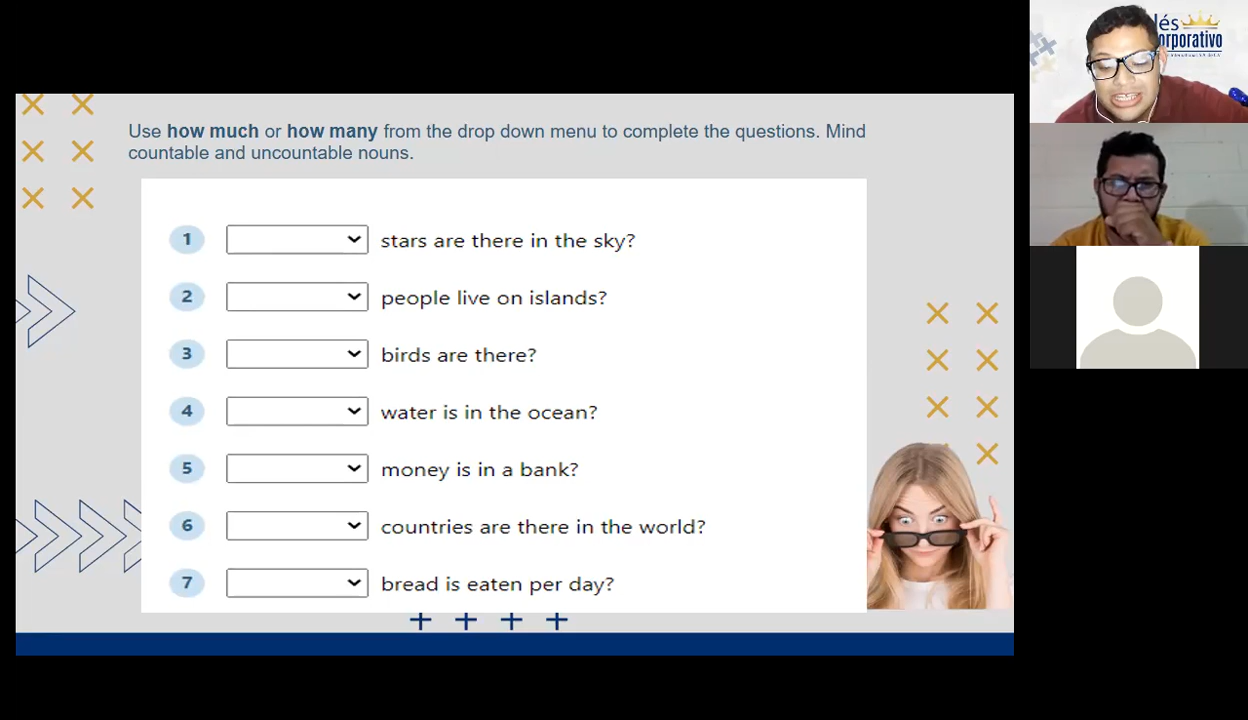 Use how much or how many from the drop down menu to complete the questions. Mind
countable and uncountable nouns.
1 stars are there in the sky?
2 people live on islands?
3 birds are there?
4 water is in the ocean?
5 money is in a bank?
6 countries are there in the world?
7 bread is eaten per day?
lés
orporativo